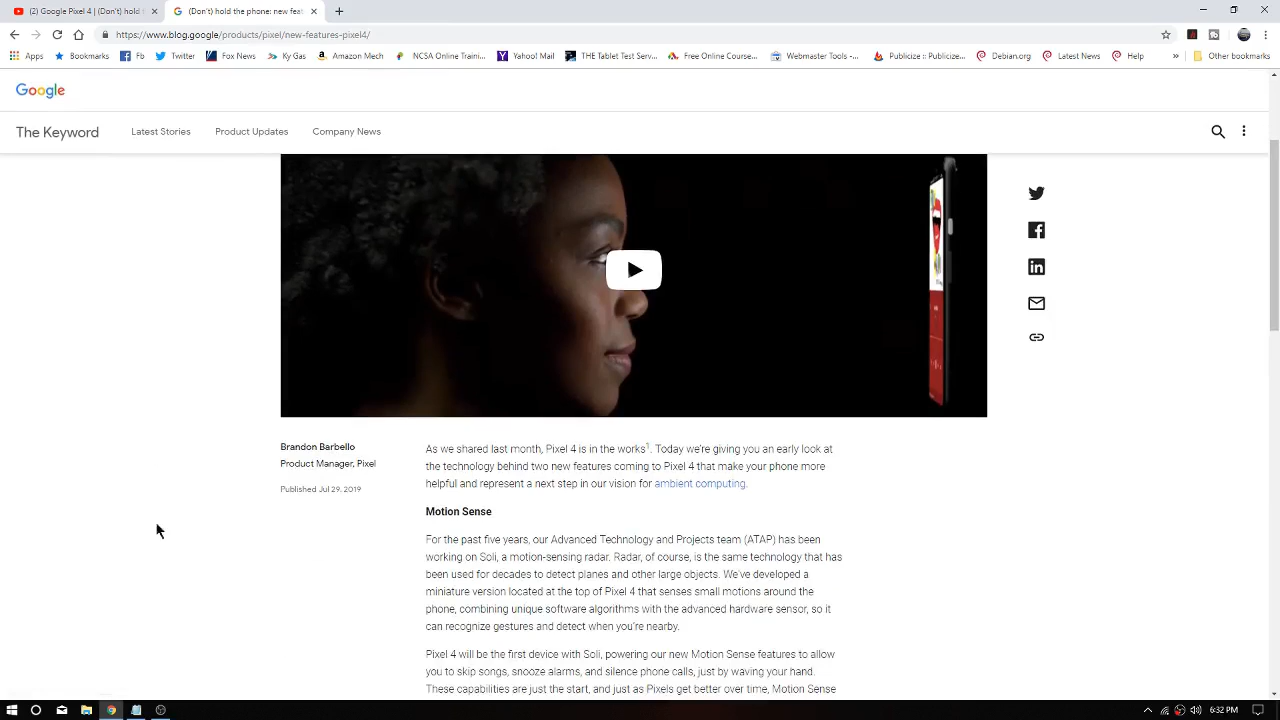 (2) Google Pixel 4 | (Don't) hold t
(Don't) hold the phone: new feat
https://www.blog.google/products/pixel/new-features-pixel4/
Apps Bookmarks Fb Twitter Fox News Ky Gas Amazon Mech NCSA Online Train... Yahoo! Mail THE Tablet Test Serv... Free Online Course... Webmaster Tools -... Publicize :: Publicize... Debian.org Latest News Help » Other bookmarks
Google
The Keyword Latest Stories Product Updates Company News
Brandon Barbello
Product Manager, Pixel
Published Jul 29, 2019
As we shared last month, Pixel 4 is in the works¹. Today we're giving you an early look at
the technology behind two new features coming to Pixel 4 that make your phone more
helpful and represent a next step in our vision for ambient computing.
Motion Sense
For the past five years, our Advanced Technology and Projects team (ATAP) has been
working on Soli, a motion-sensing radar. Radar, of course, is the same technology that has
been used for decades to detect planes and other large objects. We've developed a
miniature version located at the top of Pixel 4 that senses small motions around the
phone, combining unique software algorithms with the advanced hardware sensor, so it
can recognize gestures and detect when you're nearby.
Pixel 4 will be the first device with Soli, powering our new Motion Sense features to allow
you to skip songs, snooze alarms, and silence phone calls, just by waving your hand.
These capabilities are just the start, and just as Pixels get better over time, Motion Sense
6:32 PM